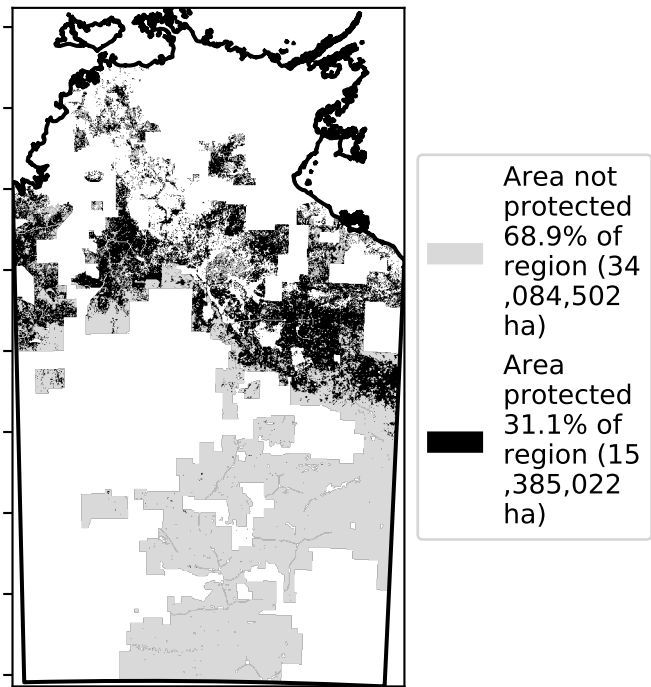 Area not
protected
68.9% of
region (34
,084,502
ha)
Area
protected
31.1% of
region (15
,385,022
ha)